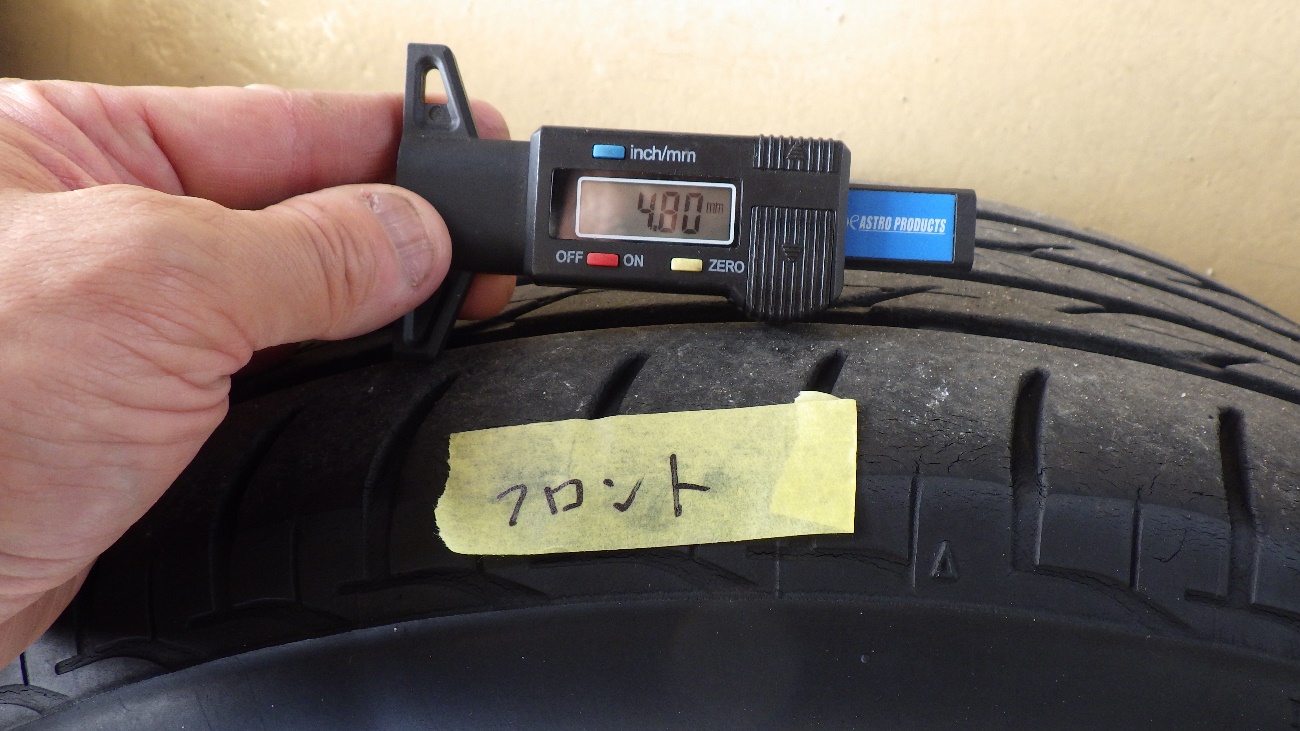 inch/mm
4.80 mm
OFF ON ZERO
ASTRO PRODUCTS
フロント